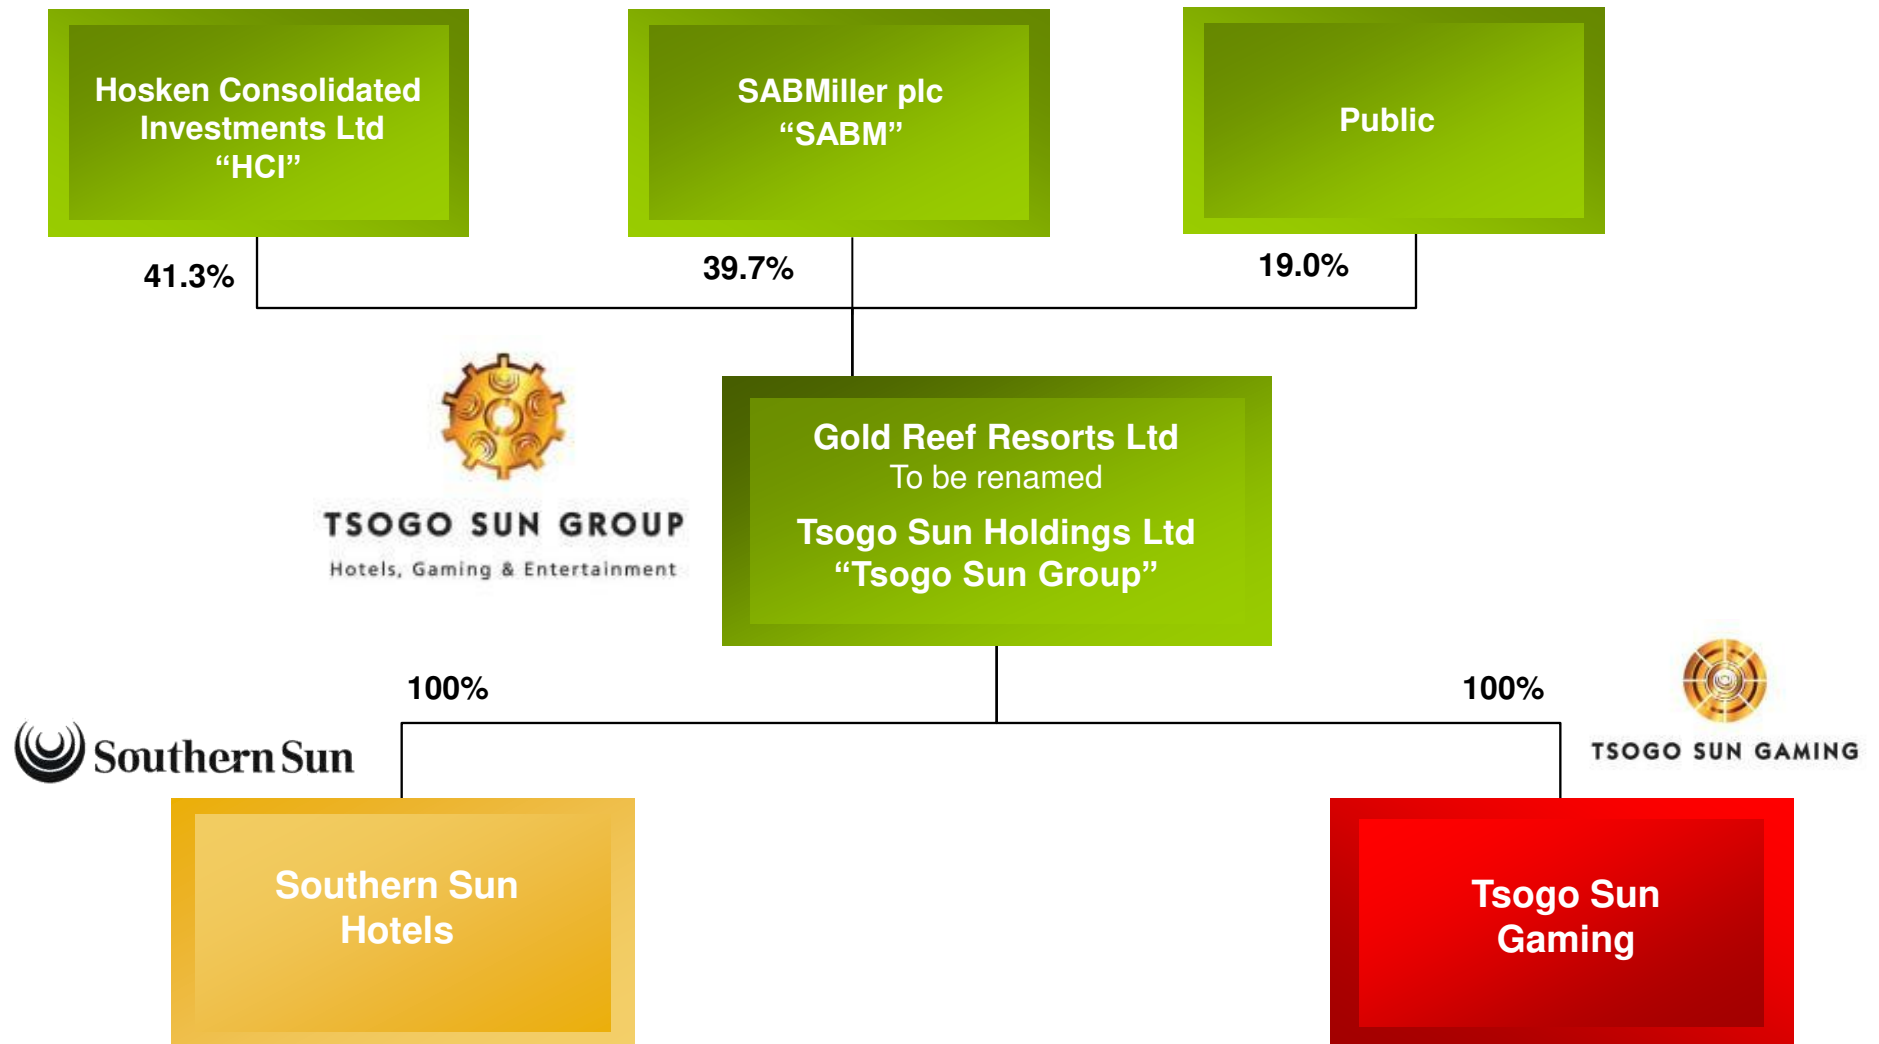 Hosken Consolidated
Investments Ltd
“HCI”
SABMiller plc
“SABM”
Public
41.3%
39.7%
19.0%
TSOGO SUN GROUP
Hotels, Gaming & Entertainment
Gold Reef Resorts Ltd
To be renamed
Tsogo Sun Holdings Ltd
“Tsogo Sun Group”
100%
100%
Southern Sun
TSOGO SUN GAMING
Southern Sun
Hotels
Tsogo Sun
Gaming